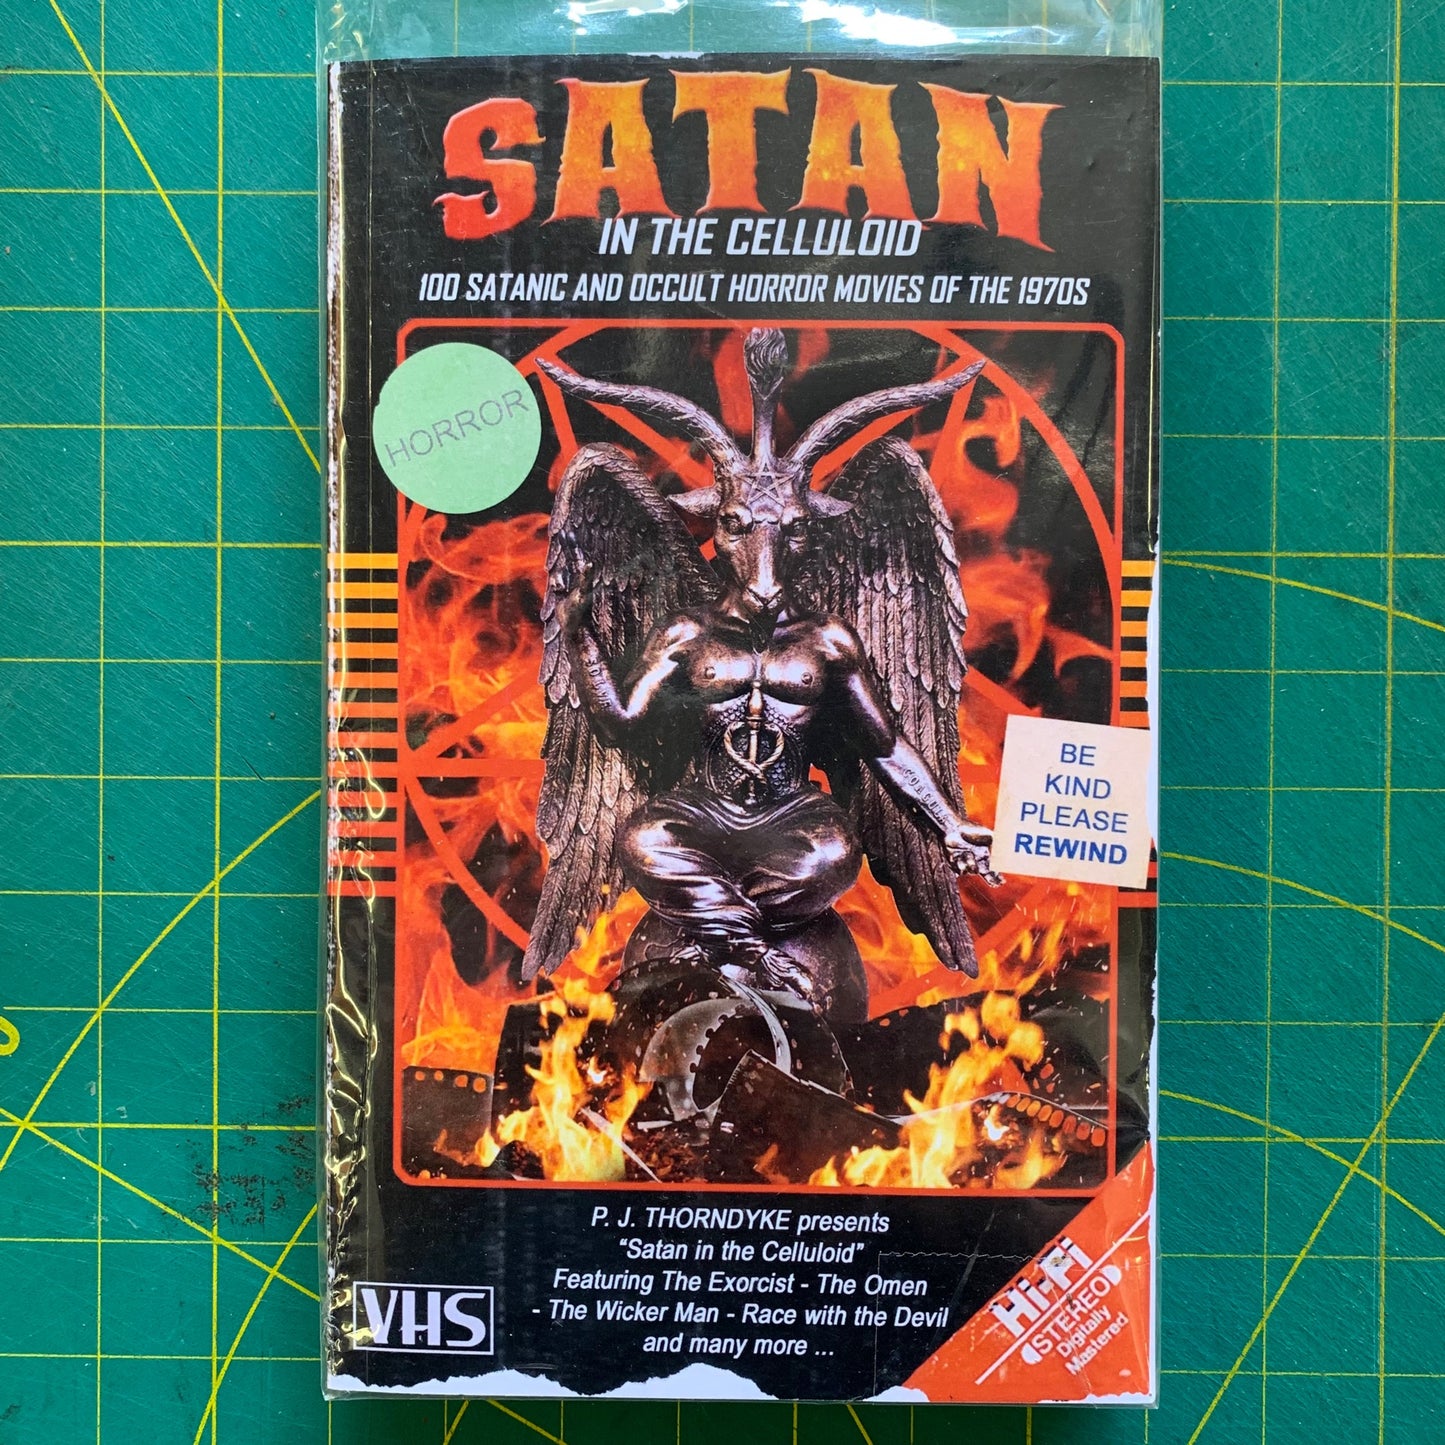 SATAN
IN THE CELLULOID
100 SATANIC AND OCCULT HORROR MOVIES OF THE 1970S
HORROR
BE
KIND
PLEASE
REWIND
P. J. THORNDYKE presents
"Satan in the Celluloid"
Featuring The Exorcist - The Omen
- The Wicker Man - Race with the Devil
and many more ...
VHS
Hi-Fi
STEREO
Digitally
Mastered